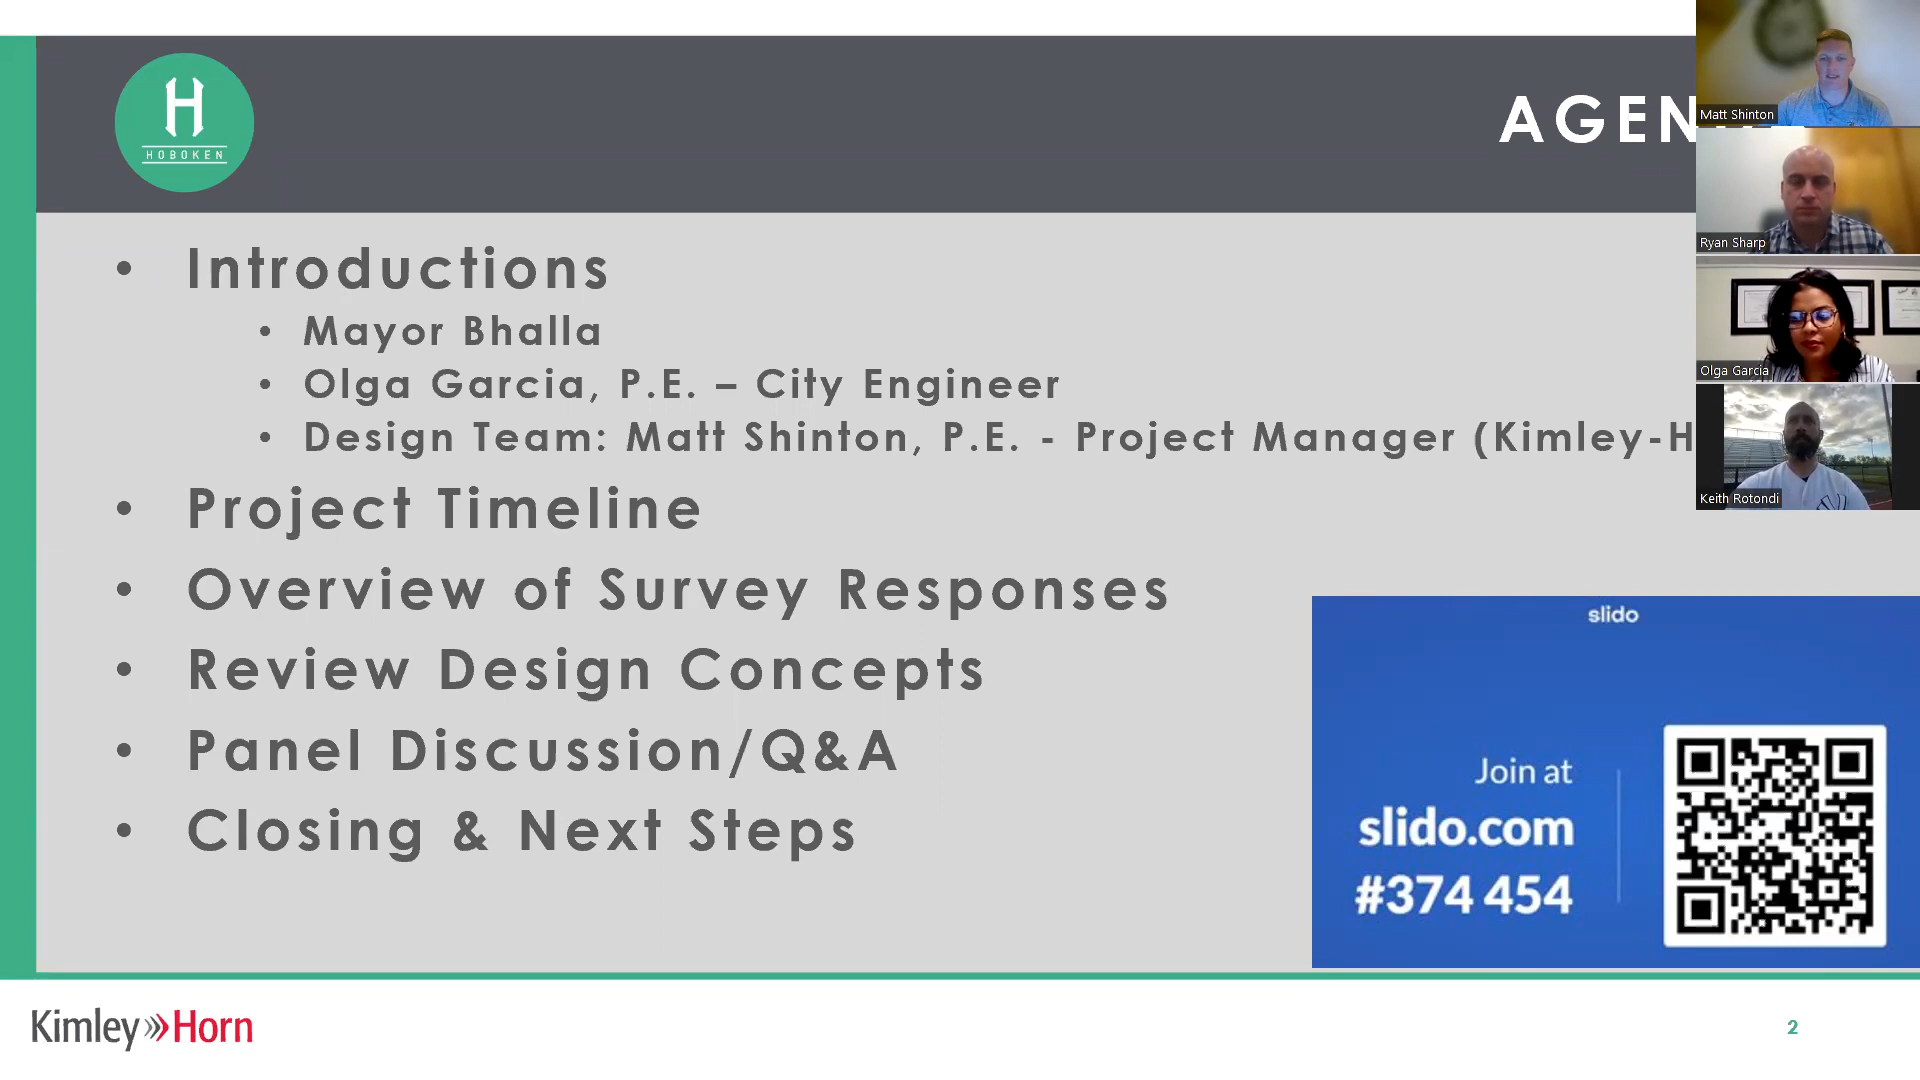 H
HOBOKEN
AGEN
• Introductions
• Mayor Bhalla
• Olga Garcia, P.E. – City Engineer
• Design Team: Matt Shinton, P.E. - Project Manager (Kimley-H
• Project Timeline
• Overview of Survey Responses
• Review Design Concepts
• Panel Discussion/Q&A
• Closing & Next Steps
Matt Shinton
Ryan Sharp
Olga Garcia
Keith Rotondi
slido
Join at
slido.com
#374 454
Kimley»Horn
2